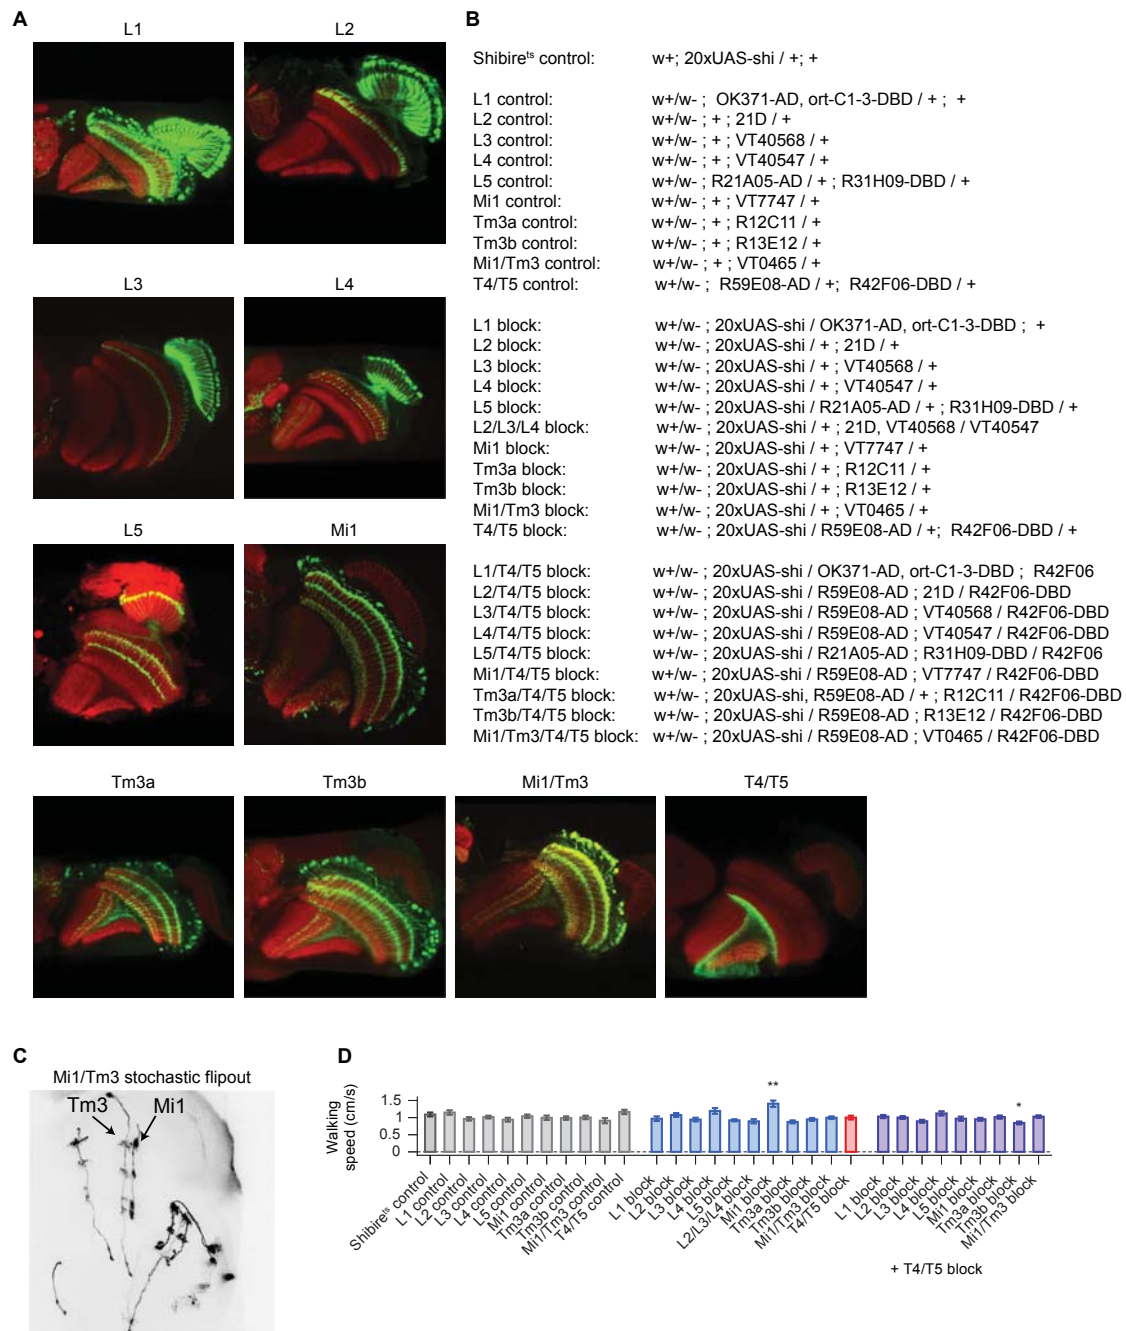 A
L1
L2
L3
L4
L5
Mi1
Tm3a
Tm3b
Mi1/Tm3
T4/T5
B
Shibire^ts control: w+; 20xUAS-shi / +; +
L1 control: w+/w- ; OK371-AD, ort-C1-3-DBD / + ; +
L2 control: w+/w- ; + ; 21D / +
L3 control: w+/w- ; + ; VT40568 / +
L4 control: w+/w- ; + ; VT40547 / +
L5 control: w+/w- ; R21A05-AD / + ; R31H09-DBD / +
Mi1 control: w+/w- ; + ; VT7747 / +
Tm3a control: w+/w- ; + ; R12C11 / +
Tm3b control: w+/w- ; + ; R13E12 / +
Mi1/Tm3 control: w+/w- ; + ; VT0465 / +
T4/T5 control: w+/w- ; R59E08-AD / +; R42F06-DBD / +
L1 block: w+/w- ; 20xUAS-shi / OK371-AD, ort-C1-3-DBD ; +
L2 block: w+/w- ; 20xUAS-shi / + ; 21D / +
L3 block: w+/w- ; 20xUAS-shi / + ; VT40568 / +
L4 block: w+/w- ; 20xUAS-shi / + ; VT40547 / +
L5 block: w+/w- ; 20xUAS-shi / R21A05-AD / + ; R31H09-DBD / +
L2/L3/L4 block: w+/w- ; 20xUAS-shi / + ; 21D, VT40568 / VT40547
Mi1 block: w+/w- ; 20xUAS-shi / + ; VT7747 / +
Tm3a block: w+/w- ; 20xUAS-shi / + ; R12C11 / +
Tm3b block: w+/w- ; 20xUAS-shi / + ; R13E12 / +
Mi1/Tm3 block: w+/w- ; 20xUAS-shi / + ; VT0465 / +
T4/T5 block: w+/w- ; 20xUAS-shi / R59E08-AD / +; R42F06-DBD / +
L1/T4/T5 block: w+/w- ; 20xUAS-shi / OK371-AD, ort-C1-3-DBD ; R42F06
L2/T4/T5 block: w+/w- ; 20xUAS-shi / R59E08-AD ; 21D / R42F06-DBD
L3/T4/T5 block: w+/w- ; 20xUAS-shi / R59E08-AD ; VT40568 / R42F06-DBD
L4/T4/T5 block: w+/w- ; 20xUAS-shi / R59E08-AD ; VT40547 / R42F06-DBD
L5/T4/T5 block: w+/w- ; 20xUAS-shi / R21A05-AD ; R31H09-DBD / R42F06
Mi1/T4/T5 block: w+/w- ; 20xUAS-shi / R59E08-AD ; VT7747 / R42F06-DBD
Tm3a/T4/T5 block: w+/w- ; 20xUAS-shi, R59E08-AD / + ; R12C11 / R42F06-DBD
Tm3b/T4/T5 block: w+/w- ; 20xUAS-shi / R59E08-AD ; R13E12 / R42F06-DBD
Mi1/Tm3/T4/T5 block: w+/w- ; 20xUAS-shi / R59E08-AD ; VT0465 / R42F06-DBD
C
Mi1/Tm3 stochastic flipout
Tm3
Mi1
D
Walking
speed (cm/s)
1.5
1
0.5
0
**
*
Shibire^ts control
L1 control
L2 control
L3 control
L4 control
L5 control
Mi1 control
Tm3a control
Tm3b control
Mi1/Tm3 control
T4/T5 control
L1 block
L2 block
L3 block
L4 block
L5 block
L2/L3/L4 block
Mi1 block
Tm3a block
Tm3b block
Mi1/Tm3 block
T4/T5 block
L1 block
L2 block
L3 block
L4 block
L5 block
Mi1 block
Tm3a block
Tm3b block
Mi1/Tm3 block
+ T4/T5 block